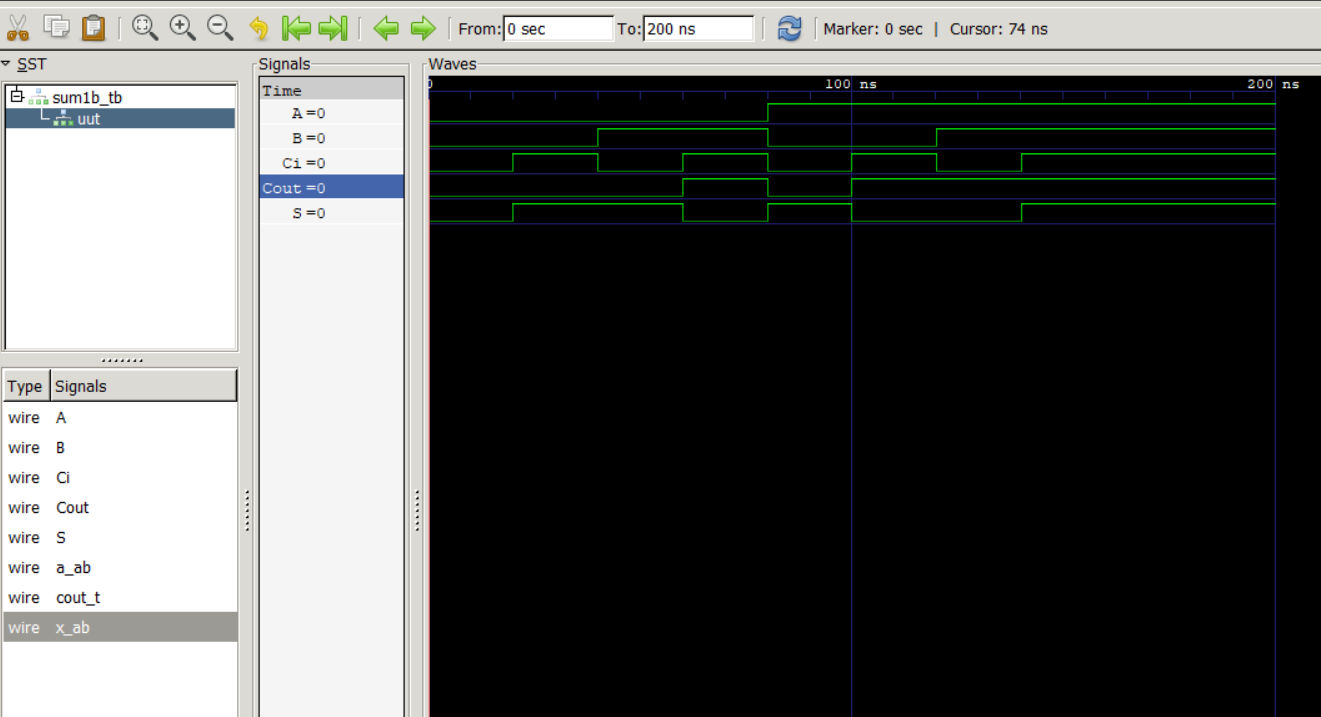 From: 0 sec To: 200 ns Marker: 0 sec | Cursor: 74 ns
SST
sum1b_tb
uut
Type Signals
wire A
wire B
wire Ci
wire Cout
wire S
wire a_ab
wire cout_t
wire x_ab
Signals
Time
A=0
B=0
Ci=0
Cout=0
S=0
Waves
0 100 ns 200 ns